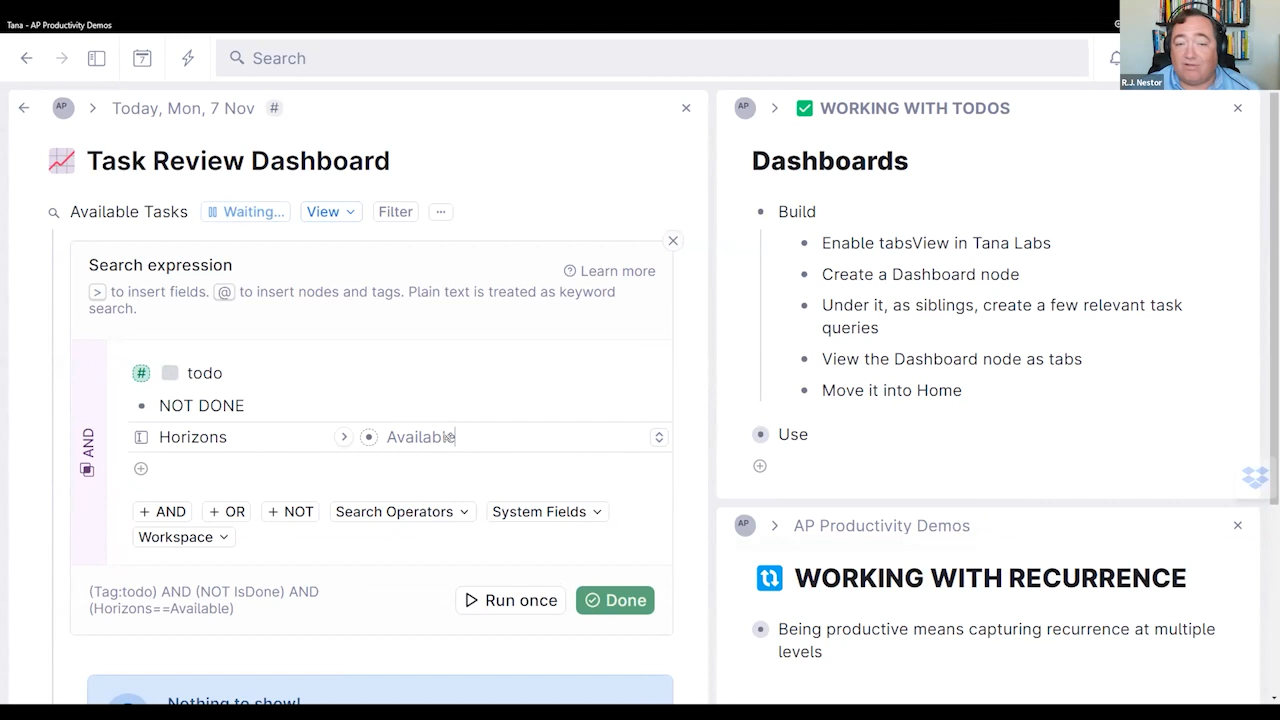 Tana - AP Productivity Demos
7
Search
R.J. Nestor
AP
Today, Mon, 7 Nov #
Task Review Dashboard
Available Tasks Waiting... View Filter ...
Search expression
Learn more
> to insert fields. @ to insert nodes and tags. Plain text is treated as keyword
search.
AND
# todo
NOT DONE
Horizons Available
+ AND + OR + NOT Search Operators System Fields
Workspace
(Tag:todo) AND (NOT IsDone) AND
(Horizons==Available)
Run once Done
Nothing to show!
AP WORKING WITH TODOS
Dashboards
Build
Enable tabsView in Tana Labs
Create a Dashboard node
Under it, as siblings, create a few relevant task
queries
View the Dashboard node as tabs
Move it into Home
Use
AP AP Productivity Demos
WORKING WITH RECURRENCE
Being productive means capturing recurrence at multiple
levels